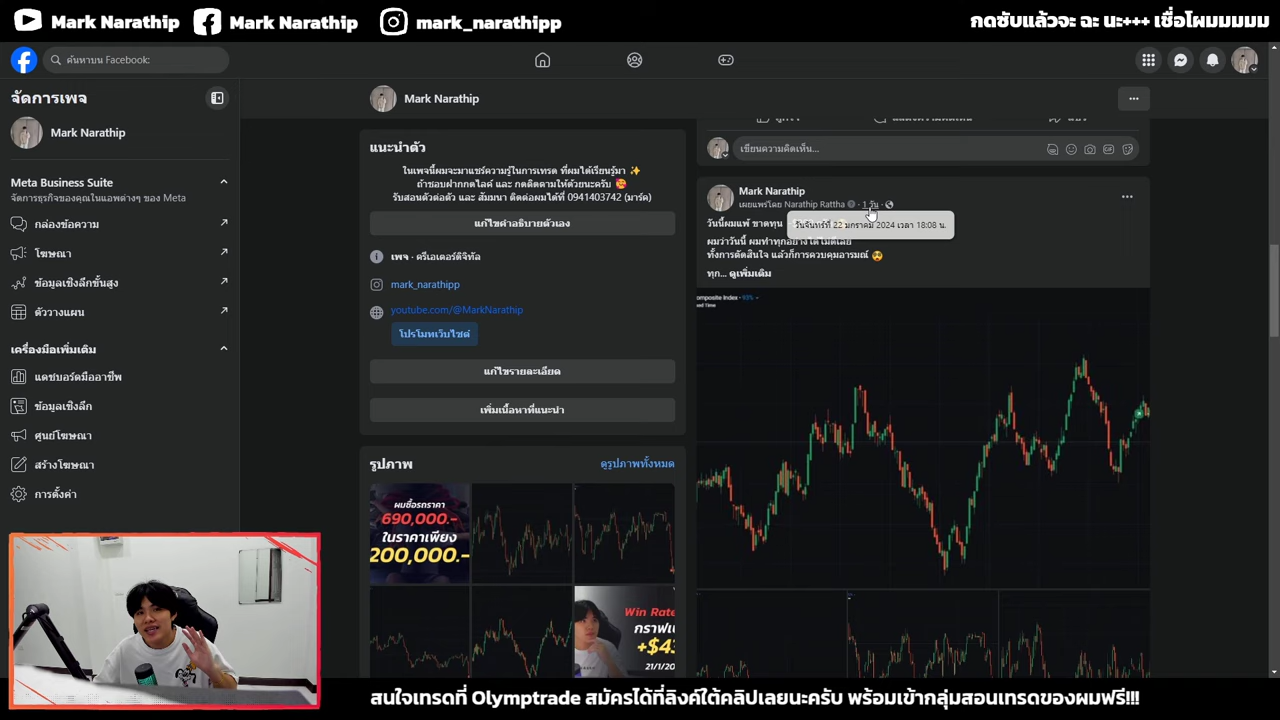 Mark Narathip
Mark Narathip
mark_narathipp
กดซับแล้วจะ ฉะ นะ+++ เชื่อโผมมมมม
ค้นหาบน Facebook:
จัดการเพจ
Mark Narathip
Meta Business Suite
จัดการธุรกิจของคุณในแอพต่างๆ ของ Meta
กล่องข้อความ
โฆษณา
ข้อมูลเชิงลึกขั้นสูง
ตัววางแผน
เครื่องมือเพิ่มเติม
แดชบอร์ดมืออาชีพ
ข้อมูลเชิงลึก
ศูนย์โฆษณา
สร้างโฆษณา
การตั้งค่า
Mark Narathip
แนะนำตัว
ในเพจนี้ผมจะมาแชร์ความรู้ในการเทรด ที่ผมได้เรียนรู้มา ✨
ถ้าชอบฝากกดไลค์ และ กดติดตามให้ด้วยนะครับ 🥰
รับสอนตัวต่อตัว และ สัมมนา ติดต่อผมได้ที่ 0941403742 (มาร์ค)
แก้ไขคำอธิบายตัวเอง
เพจ · ครีเอเตอร์ดิจิทัล
mark_narathipp
youtube.com/@MarkNarathip
โปรโมทเว็บไซต์
แก้ไขรายละเอียด
เพิ่มเนื้อหาที่แนะนำ
รูปภาพ
ดูรูปภาพทั้งหมด
ผมซื้อรถราคา
690,000.-
ในราคาเพียง
200,000.-
Win Rate
กราฟเ
+$43
21/1/20
เขียนความคิดเห็น...
Mark Narathip
เผยแพร่โดย Narathip Rattha · 1 วัน ·
วันจันทร์ที่ 22 มกราคม 2024 เวลา 18:08 น.
วันนี้ผมแพ้ ขาดทุน
ผมว่าวันนี้ ผมทำทุกอย่างได้ไม่ดีเลย
ทั้งการตัดสินใจ แล้วก็การควบคุมอารมณ์
ทุก... ดูเพิ่มเติม
omposite Index · 93%
ed Time
สนใจเทรดที่ Olymptrade สมัครได้ที่ลิงค์ใต้คลิปเลยนะครับ พร้อมเข้ากลุ่มสอนเทรดของผมฟรี!!!